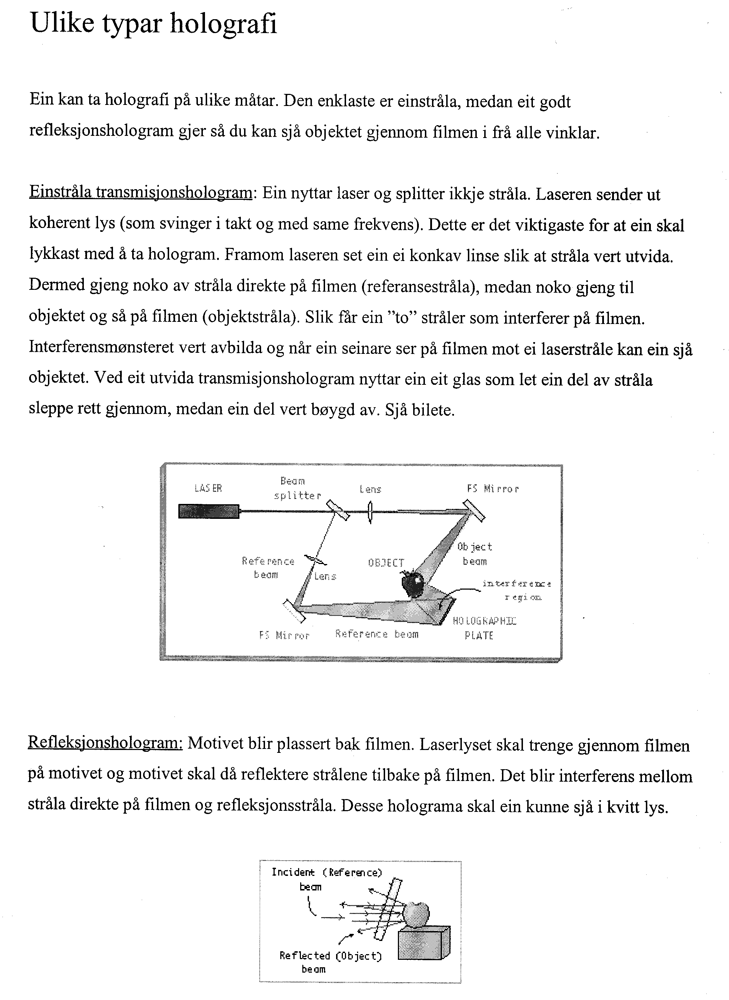 Ulike typar holografi
Ein kan ta holografi på ulike måtar. Den enklaste er einstråla, medan eit godt
refleksjonshologram gjer så du kan sjå objektet gjennom filmen i frå alle vinklar.
Einstråla transmisjonshologram: Ein nyttar laser og splitter ikkje stråla. Laseren sender ut
koherent lys (som svinger i takt og med same frekvens). Dette er det viktigaste for at ein skal
lykkast med å ta hologram. Framom laseren set ein ei konkav linse slik at stråla vert utvida.
Dermed gjeng noko av stråla direkte på filmen (referansestråla), medan noko gjeng til
objektet og så på filmen (objektstråla). Slik får ein ”to” stråler som interferer på filmen.
Interferensmønsteret vert avbilda og når ein seinare ser på filmen mot ei laserstråle kan ein sjå
objektet. Ved eit utvida transmisjonshologram nyttar ein eit glas som let ein del av stråla
sleppe rett gjennom, medan ein del vert bøygd av. Sjå bilete.
LASER
Beam
splitter
Lens
FS Mirror
Object
beam
Reference
beam
Lens
OBJECT
interference
region
HOLOGRAPHIC
PLATE
FS Mirror
Reference beam
Refleksjonshologram: Motivet blir plassert bak filmen. Laserlyset skal trenge gjennom filmen
på motivet og motivet skal då reflektere strålene tilbake på filmen. Det blir interferens mellom
stråla direkte på filmen og refleksjonsstråla. Desse holograma skal ein kunne sjå i kvitt lys.
Incident (Reference)
beam
Reflected (Object)
beam